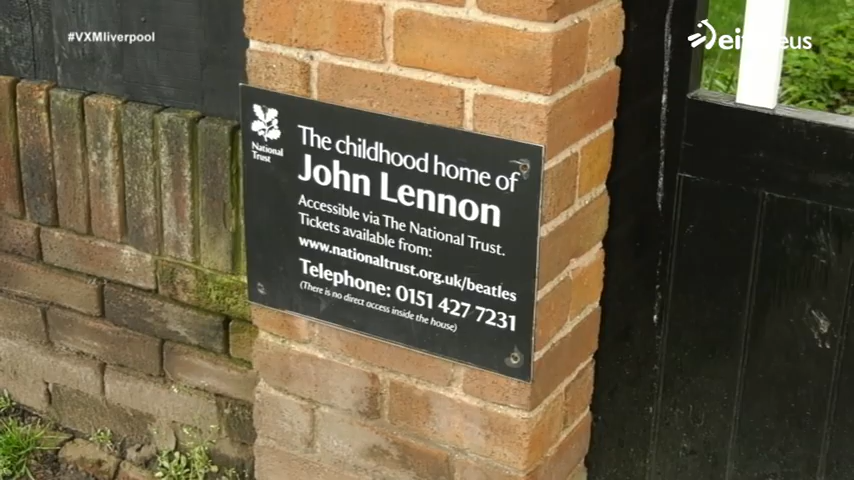 #VXMliverpool
National
Trust
The childhood home of
John Lennon
Accessible via The National Trust.
Tickets available from:
www.nationaltrust.org.uk/beatles
Telephone: 0151 427 7231
(There is no direct access inside the house)